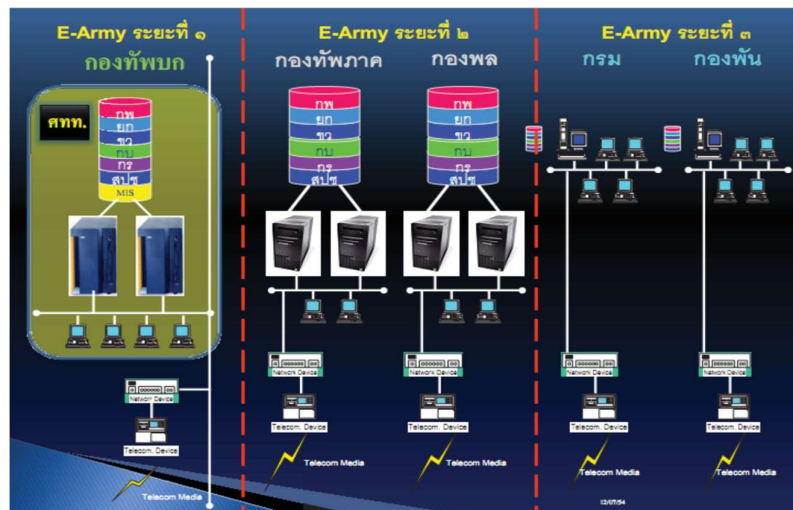 E-Army ระยะที่ ๑
กองทัพบก
ศทท.
กพ
ยก
ขว
กบ
กร
สปช
MIS
Network Device
Telecom. Device
Telecom Media
E-Army ระยะที่ ๒
กองทัพภาค
กองพล
กพ
ยก
ขว
กบ
กร
สปช
กพ
ยก
ขว
กบ
กร
สปช
Network Device
Network Device
Telecom. Device
Telecom. Device
Telecom Media
Telecom Media
E-Army ระยะที่ ๓
กรม
กองพัน
Network Device
Network Device
Telecom. Device
Telecom. Device
Telecom Media
Telecom Media
12/07/54